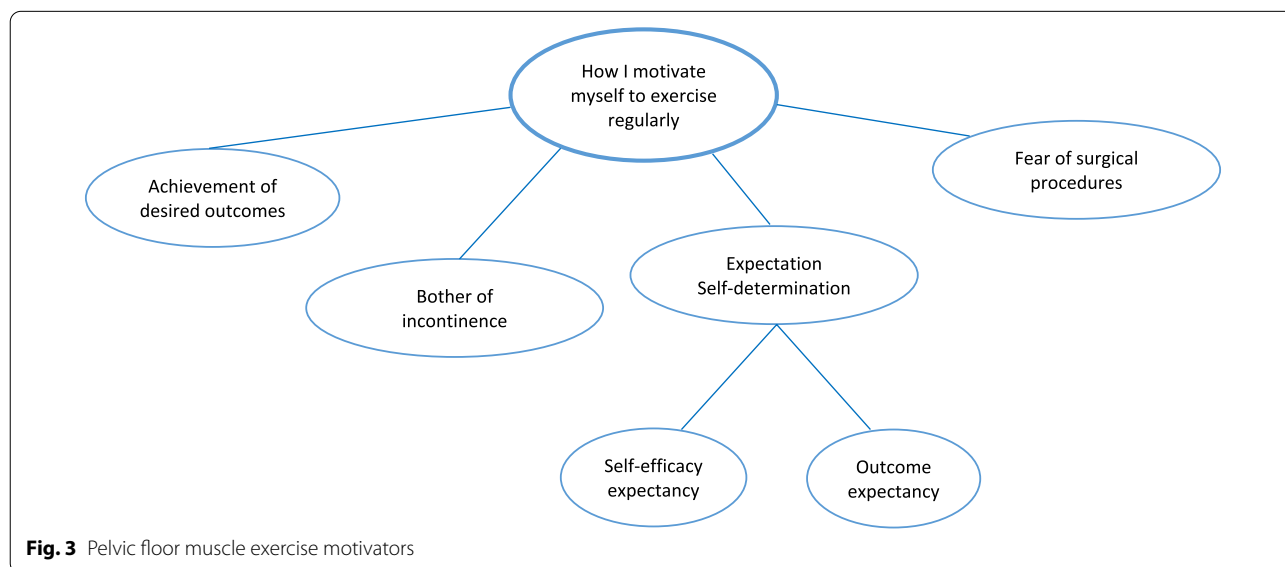 How I motivate
myself to exercise
regularly
Achievement of
desired outcomes
Bother of
incontinence
Expectation
Self-determination
Fear of surgical
procedures
Self-efficacy
expectancy
Outcome
expectancy
Fig. 3 Pelvic floor muscle exercise motivators